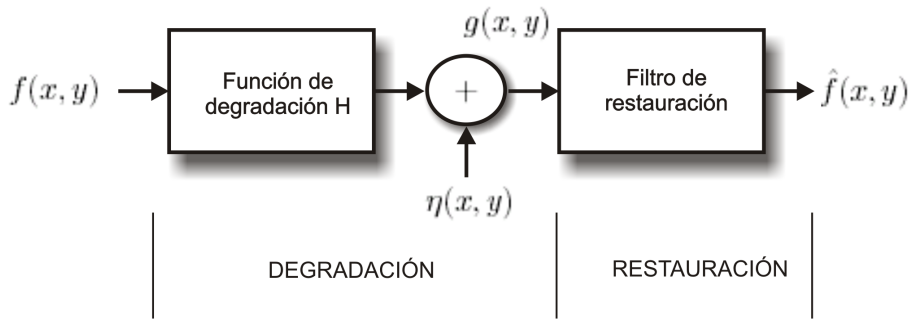 g(x, y)
f(x, y)
Función de
degradación H
+
Filtro de
restauración
f̂(x, y)
η(x, y)
DEGRADACIÓN
RESTAURACIÓN